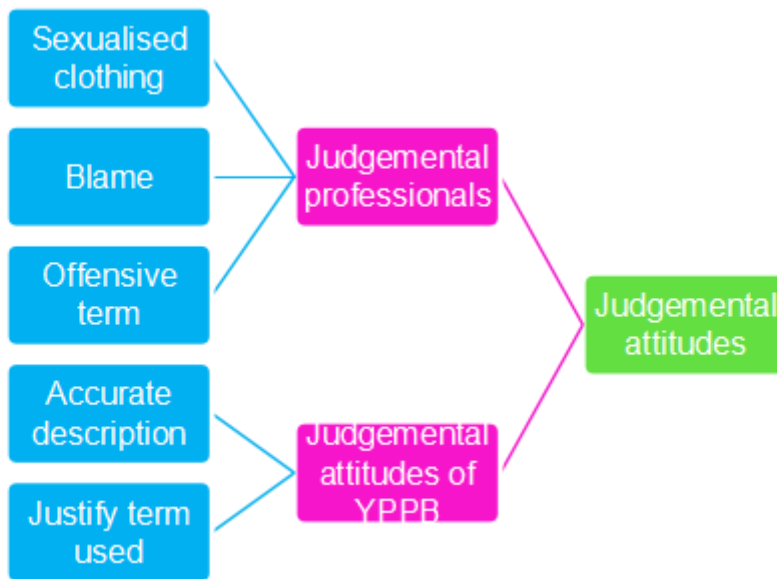 Sexualised
clothing
Blame
Offensive
term
Accurate
description
Justify term
used
Judgemental
professionals
Judgemental
attitudes of
YPPB
Judgemental
attitudes